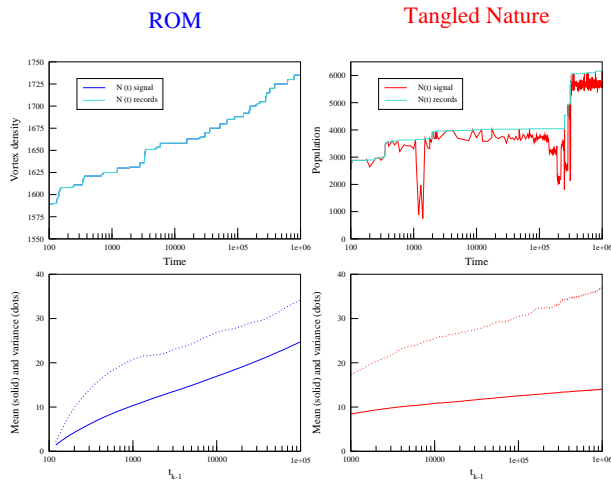 ROM
Tangled Nature
1750
1725
1700
1675
1650
1625
1600
1575
1550
Vortex density
N (t) signal
N (t) records
100
1000
10000
1e+05
1e+06
Time
6000
5000
4000
3000
2000
1000
0
Population
N(t) signal
N(t) records
100
1000
10000
1e+05
1e+06
Time
40
30
20
10
0
Mean (solid) and variance (dots)
100
1000
10000
1e+05
t_{k-1}
40
30
20
10
0
Mean (solid) and variance (dots)
1000
10000
1e+05
1e+06
t_{k-1}